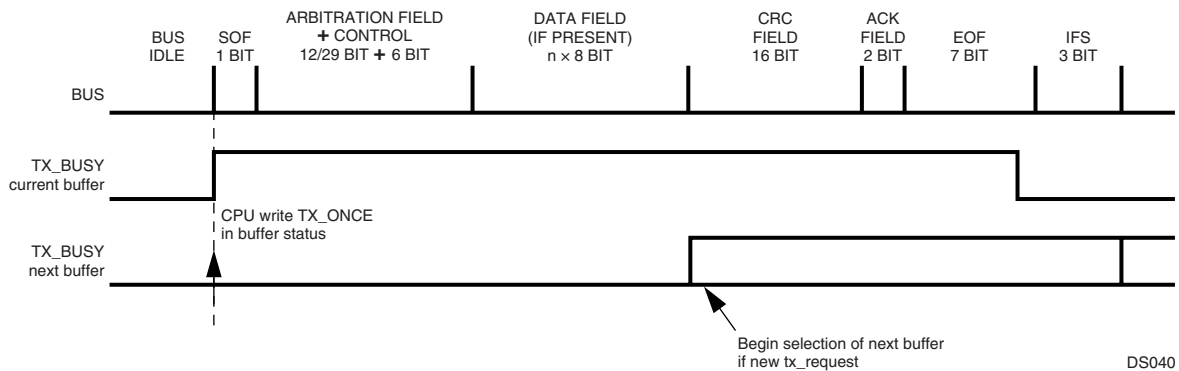 BUS
IDLE
SOF
1 BIT
ARBITRATION FIELD
+ CONTROL
12/29 BIT + 6 BIT
DATA FIELD
(IF PRESENT)
n × 8 BIT
CRC
FIELD
16 BIT
ACK
FIELD
2 BIT
EOF
7 BIT
IFS
3 BIT
BUS
TX_BUSY
current buffer
CPU write TX_ONCE
in buffer status
TX_BUSY
next buffer
Begin selection of next buffer
if new tx_request
DS040